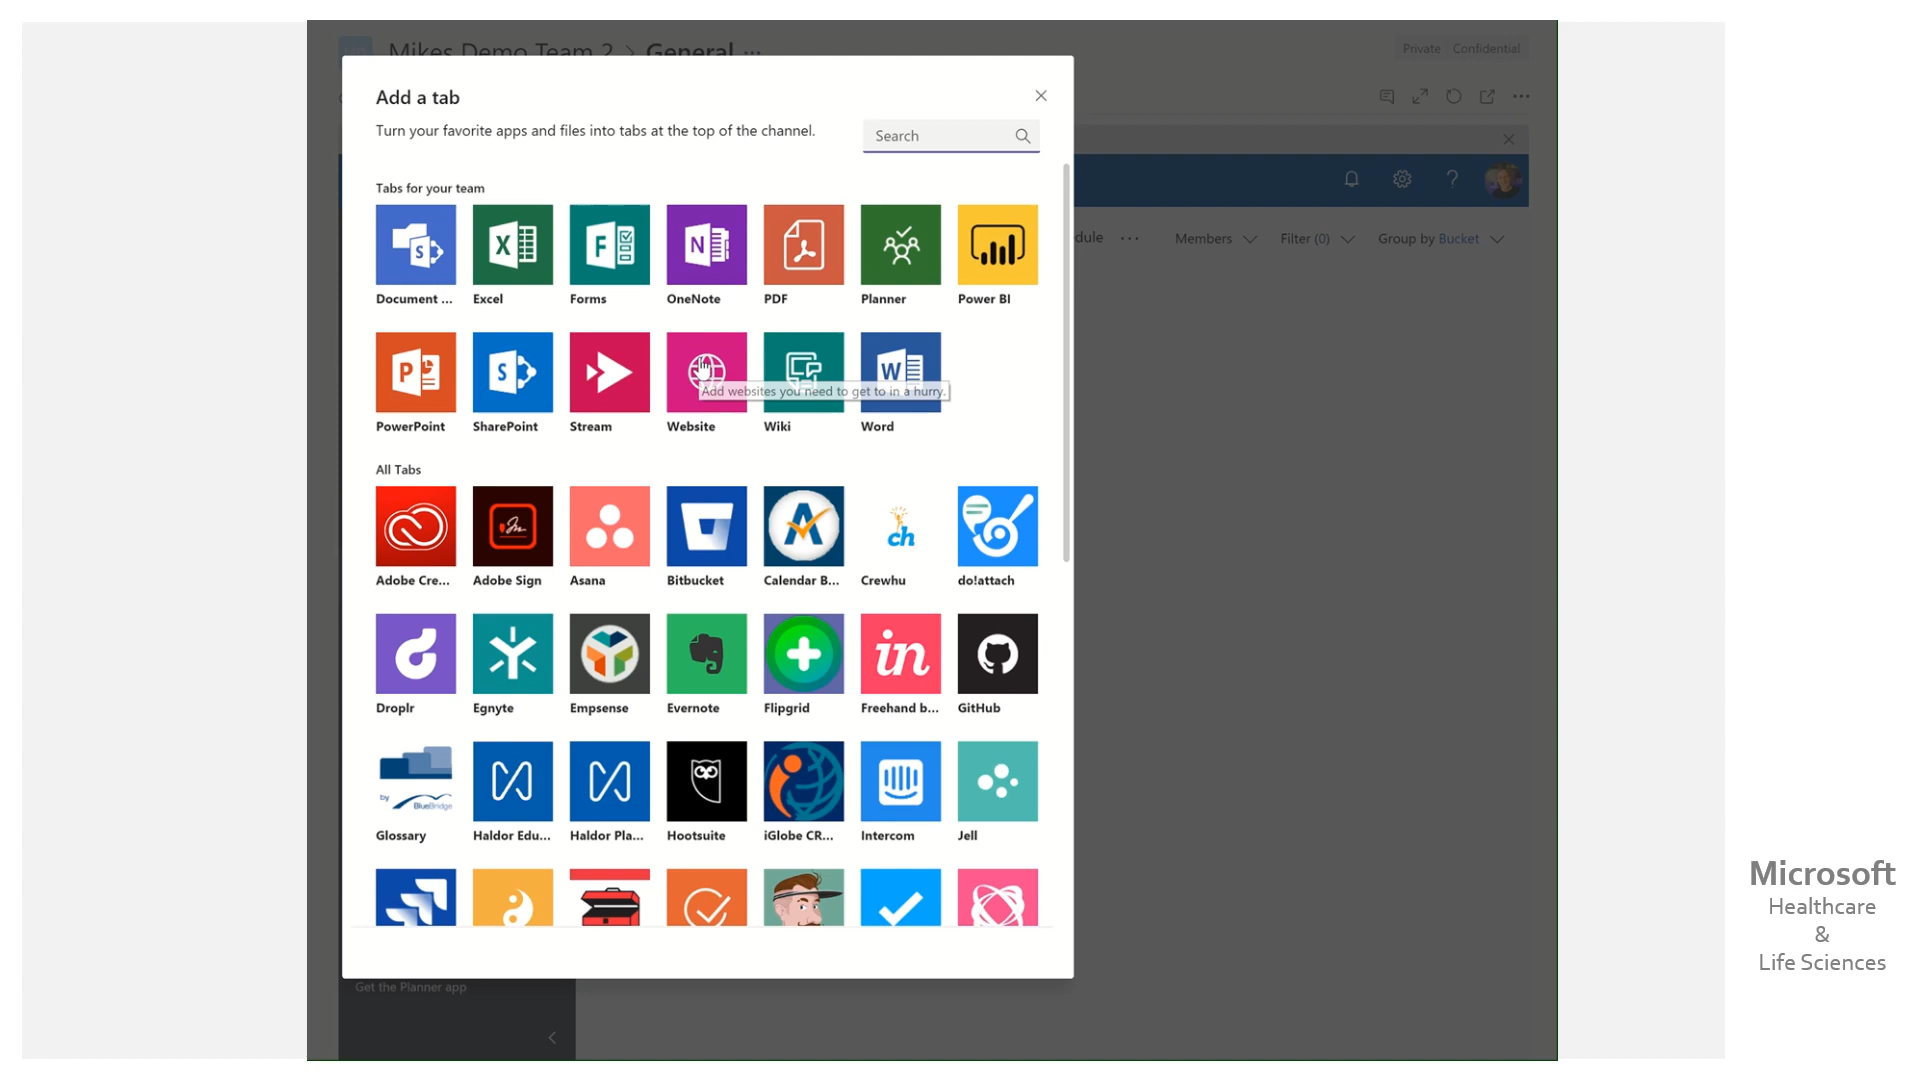 Mikes Demo Team 2 > General ...
Private Confidential
Add a tab
Turn your favorite apps and files into tabs at the top of the channel.
Search
Tabs for your team
Document ... Excel Forms OneNote PDF Planner Power BI
dule ... Members Filter (0) Group by Bucket
Add websites you need to get to in a hurry.
PowerPoint SharePoint Stream Website Wiki Word
All Tabs
ch
Adobe Cre... Adobe Sign Asana Bitbucket Calendar B... Crewhu do!attach
in
Droplr Egnyte Empsense Evernote Flipgrid Freehand b... GitHub
by BlueBridge
Glossary Haldor Edu... Haldor Pla... Hootsuite iGlobe CR... Intercom Jell
Get the Planner app
Microsoft
Healthcare
&
Life Sciences